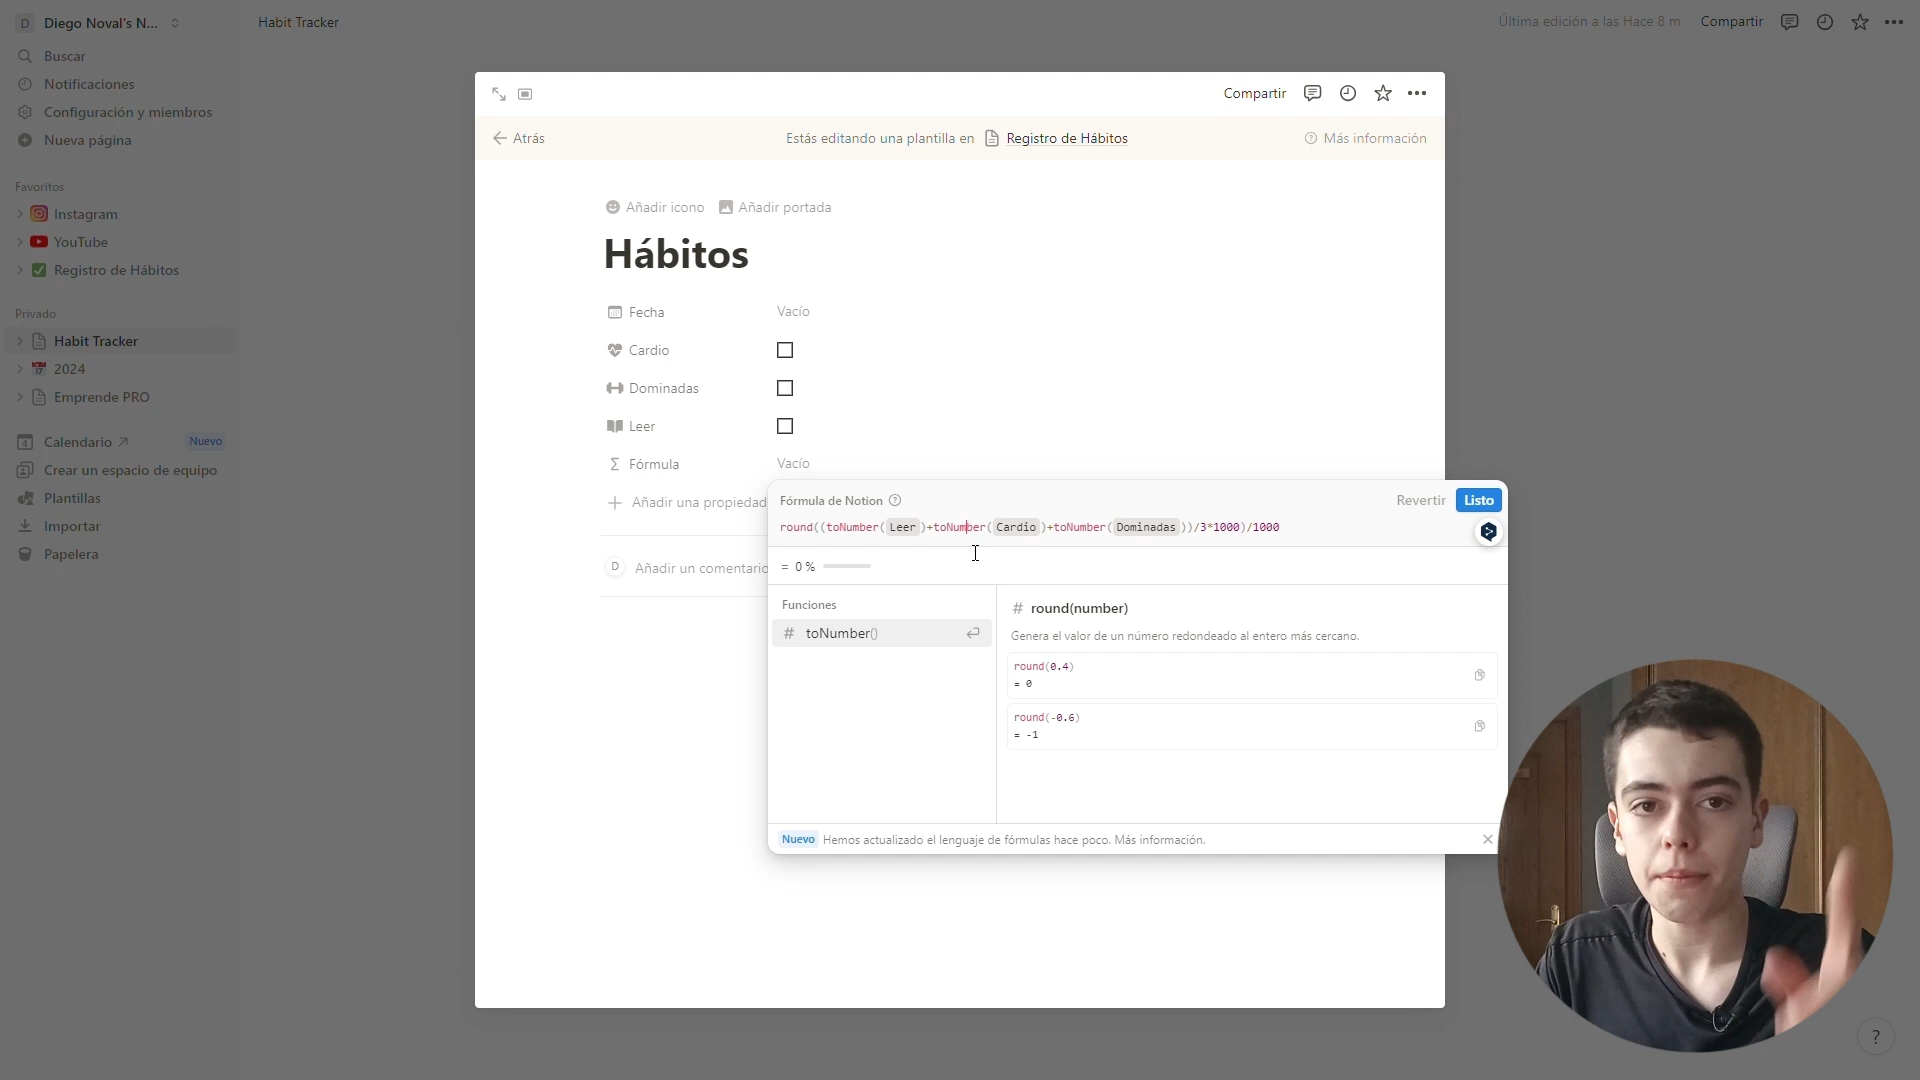 D Diego Noval's N...
Buscar
Notificaciones
Configuración y miembros
Nueva página
Favoritos
Instagram
YouTube
Registro de Hábitos
Privado
Habit Tracker
2024
Emprende PRO
Calendario ↗ Nuevo
Crear un espacio de equipo
Plantillas
Importar
Papelera
Habit Tracker
Última edición a las Hace 8 m Compartir
Compartir
Atrás
Estás editando una plantilla en Registro de Hábitos
Más información
Añadir icono Añadir portada
Hábitos
Fecha Vacío
Cardio
Dominadas
Leer
Fórmula Vacío
Añadir una propiedad
D Añadir un comentario
Fórmula de Notion
Revertir Listo
round((toNumber(Leer)+toNumber(Cardio)+toNumber(Dominadas))/3*1000)/1000
= 0 %
Funciones
# toNumber()
# round(number)
Genera el valor de un número redondeado al entero más cercano.
round(0.4)
= 0
round(-0.6)
= -1
Nuevo Hemos actualizado el lenguaje de fórmulas hace poco. Más información.
?